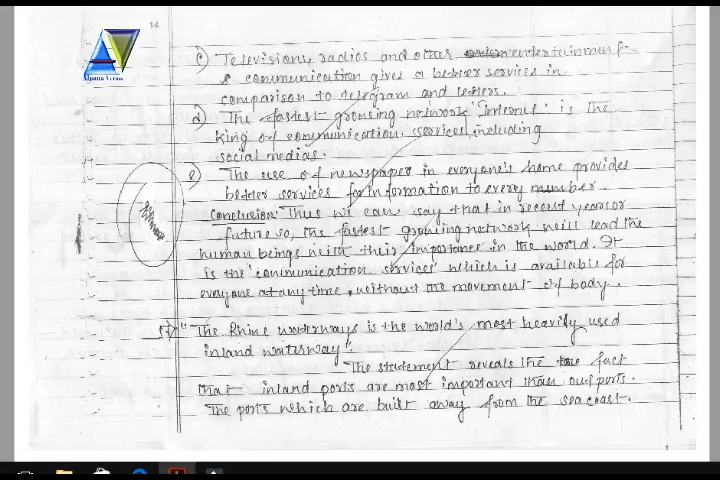 14
Alpana Verma
c) Televisions, radios and other entertainment
& communication gives a better services in
comparison to telegram and letters.
d) The fastest growing network 'Internet' is the
king of communication services, including
social medias.
e) The use of newspaper in everyone's home provides
better services for information to every number.
Conclusion: Thus we can say that in recent years or
future so, the fastest growing network will lead the
human beings with their importance in the world. It
is the 'communication services' which is available for
everyone at any time, without the movement of body.
(7) "The Rhine waterways is the world's most heavily used
inland waterway".
The statement reveals the fact
that inland ports are most important than outports.
The ports which are built away from the sea coast.
1